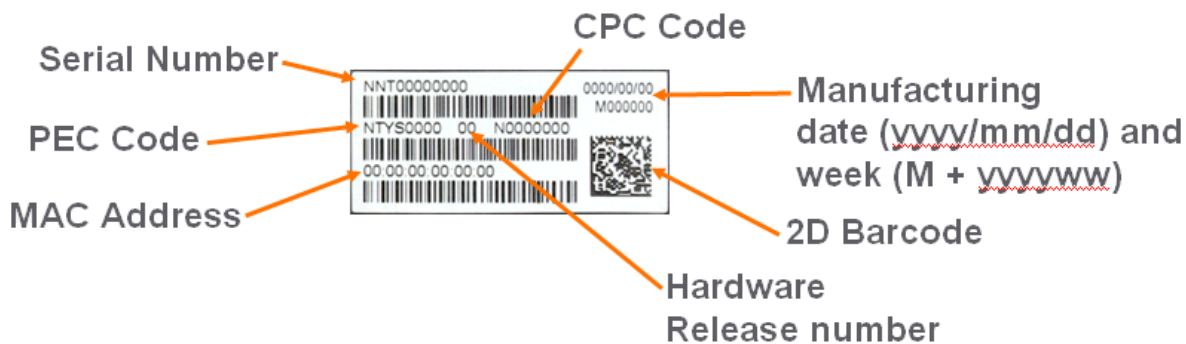 CPC Code
Serial Number
NNT00000000
0000/00/00
M000000
Manufacturing
date (yyyy/mm/dd) and
week (M + yyyyww)
PEC Code
NTYS0000 00 N0000000
MAC Address
00:00:00:00:00:00
2D Barcode
Hardware
Release number